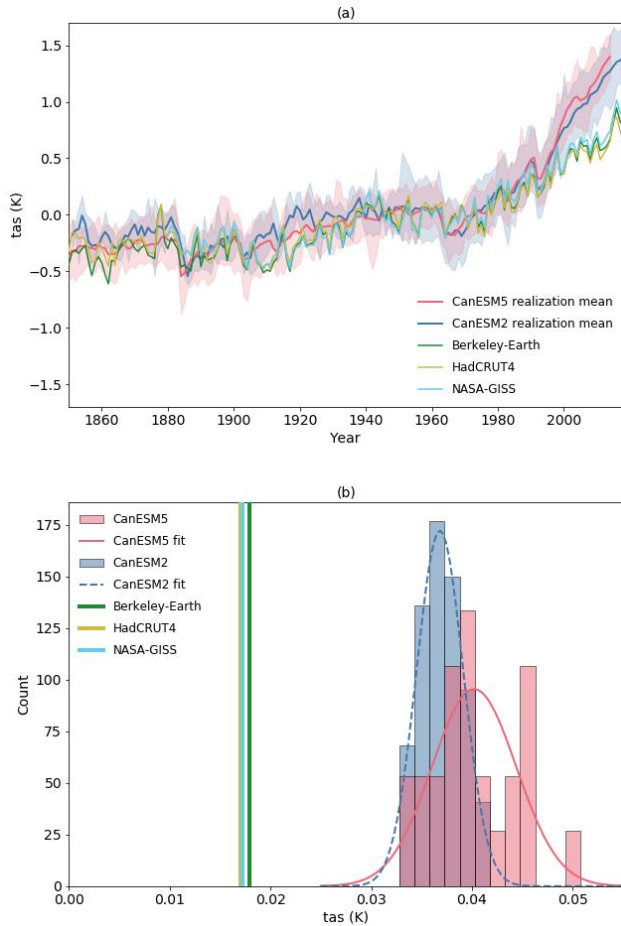 (a)
1.5
1.0
0.5
0.0
−0.5
−1.0
−1.5
tas (K)
CanESM5 realization mean
CanESM2 realization mean
Berkeley-Earth
HadCRUT4
NASA-GISS
1860 1880 1900 1920 1940 1960 1980 2000
Year
(b)
175
150
125
100
75
50
25
0
Count
CanESM5
CanESM5 fit
CanESM2
CanESM2 fit
Berkeley-Earth
HadCRUT4
NASA-GISS
0.00 0.01 0.02 0.03 0.04 0.05
tas (K)